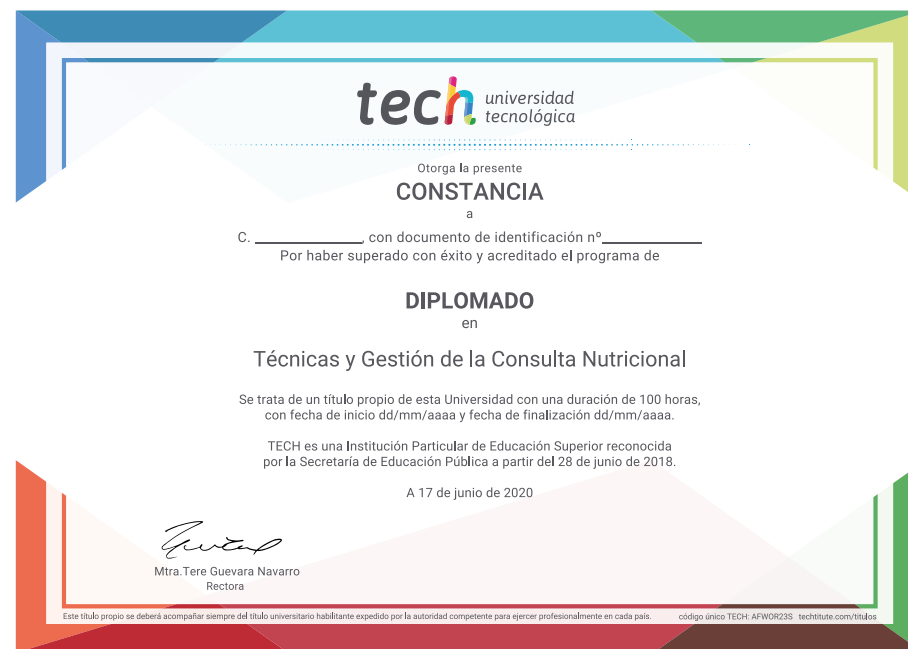 tech universidad
tecnológica
Otorga la presente
CONSTANCIA
a
C. ____________, con documento de identificación nº____________
Por haber superado con éxito y acreditado el programa de
DIPLOMADO
en
Técnicas y Gestión de la Consulta Nutricional
Se trata de un título propio de esta Universidad con una duración de 100 horas,
con fecha de inicio dd/mm/aaaa y fecha de finalización dd/mm/aaaa.
TECH es una Institución Particular de Educación Superior reconocida
por la Secretaría de Educación Pública a partir del 28 de junio de 2018.
A 17 de junio de 2020
Mtra.Tere Guevara Navarro
Rectora
Este título propio se deberá acompañar siempre del título universitario habilitante expedido por la autoridad competente para ejercer profesionalmente en cada país. código único TECH: AFWOR23S techtitute.com/titulos